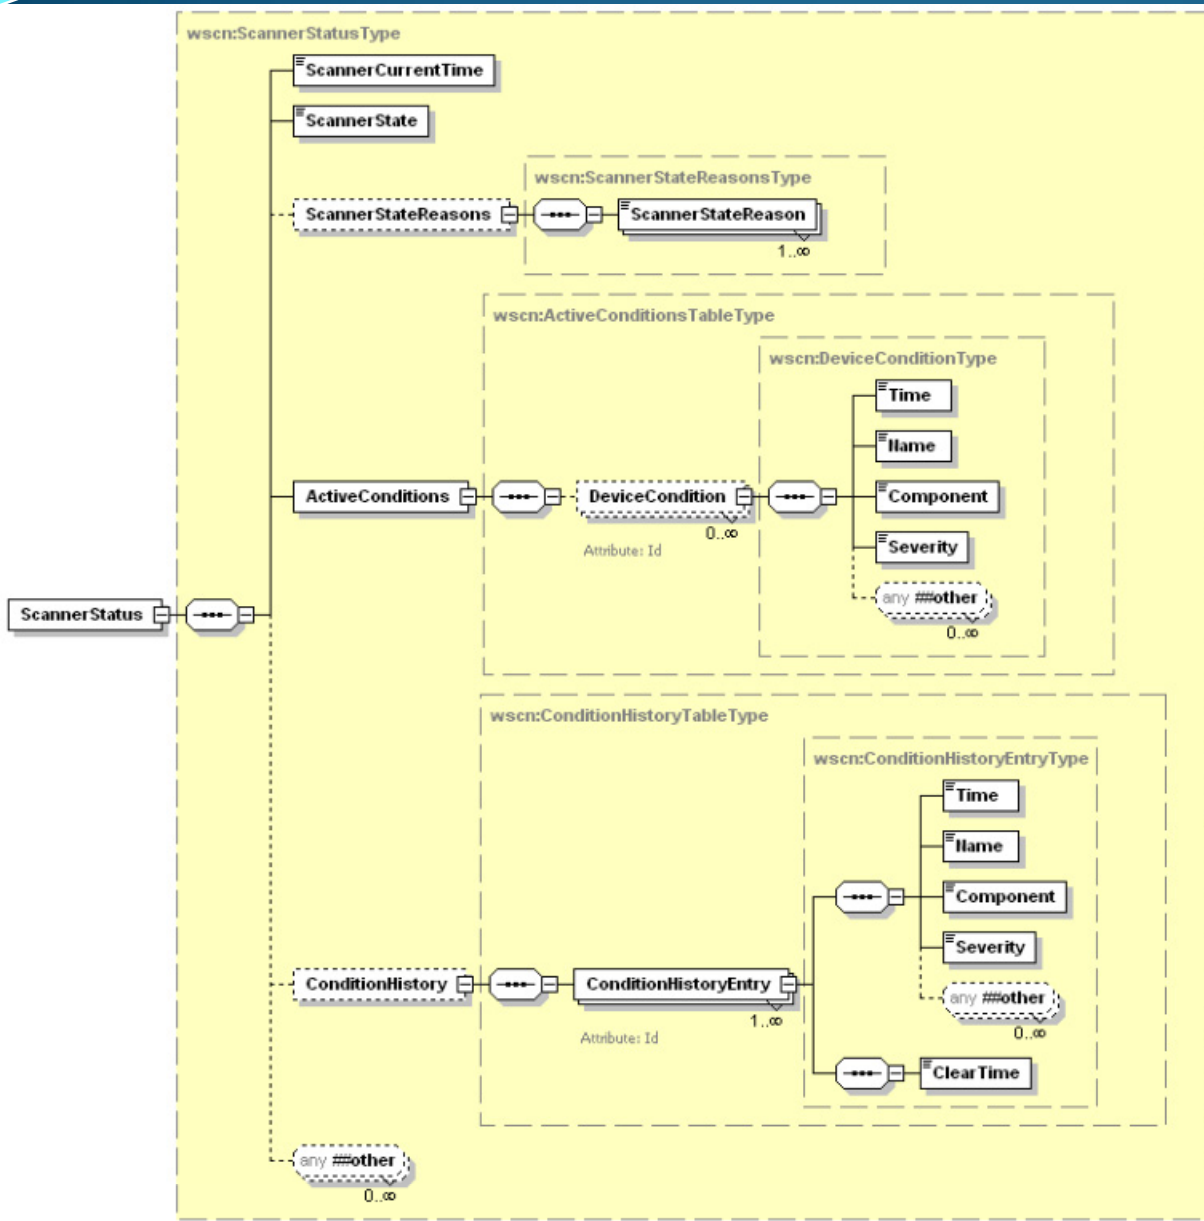 wscn:ScannerStatusType
ScannerCurrentTime
ScannerState
wscn:ScannerStateReasonsType
ScannerStateReasons
ScannerStateReason
1..∞
wscn:ActiveConditionsTableType
wscn:DeviceConditionType
Time
Name
ActiveConditions
DeviceCondition
Component
0..∞
Attribute: Id
Severity
any ##other
0..∞
ScannerStatus
wscn:ConditionHistoryTableType
wscn:ConditionHistoryEntryType
Time
Name
Component
Severity
ConditionHistory
ConditionHistoryEntry
any ##other
1..∞
0..∞
Attribute: Id
ClearTime
any ##other
0..∞